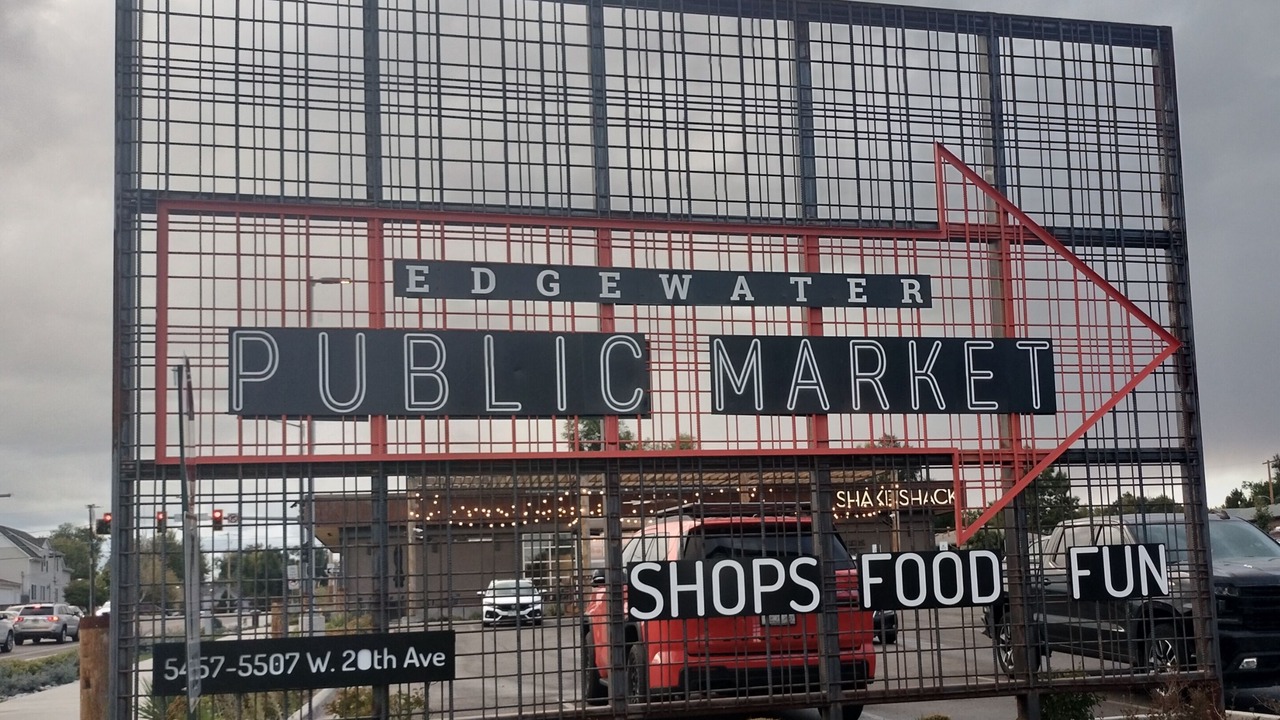 EDGEWATER
PUBLIC MARKET
SHAKE SHACK
SHOPS FOOD FUN
5457-5507 W. 20th Ave